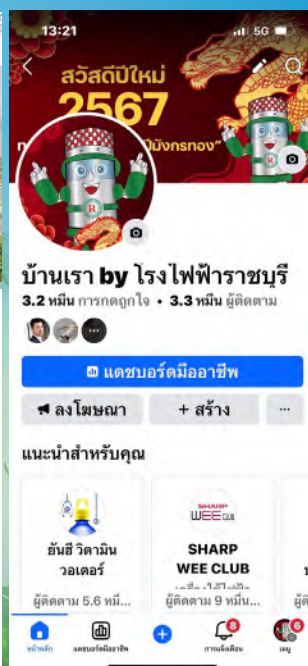 13:21
5G
สวัสดีปีใหม่
2567
ปีมังกรทอง"
R
บ้านเรา by โรงไฟฟ้าราชบุรี
3.2 หมื่น การกดถูกใจ • 3.3 หมื่น ผู้ติดตาม
แดชบอร์ดมืออาชีพ
ลงโฆษณา
+ สร้าง
...
แนะนำสำหรับคุณ
ยันฮี วิตามิน
วอเตอร์
ผู้ติดตาม 5.6 หมื่...
SHARP
WEE CLUB
SHARP
WEE CLUB
ผู้ติดตาม 9 หมื่น...
หน้าหลัก
แดชบอร์ดมืออาชีพ
8
การแจ้งเตือน
6
เมนู